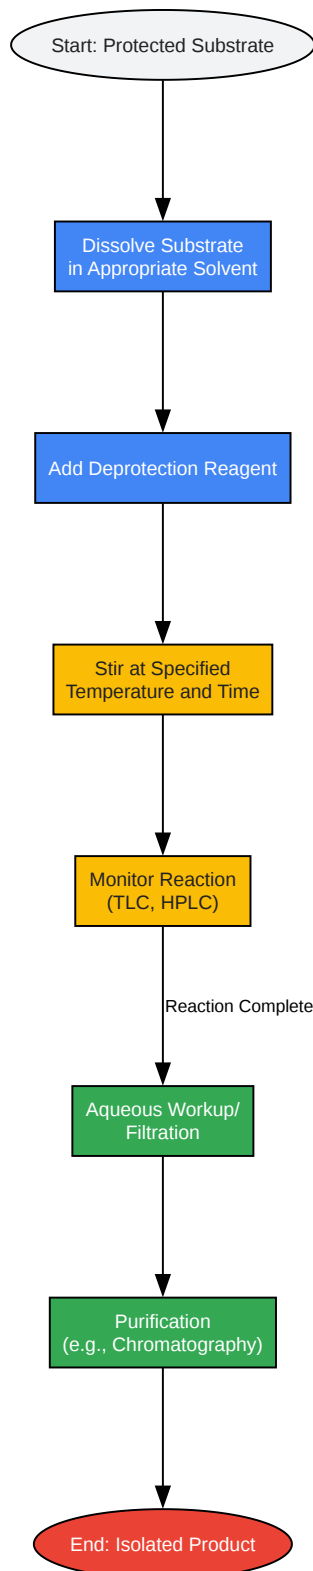 Start: Protected Substrate
Dissolve Substrate
in Appropriate Solvent
Add Deprotection Reagent
Stir at Specified
Temperature and Time
Monitor Reaction
(TLC, HPLC)
Reaction Complete
Aqueous Workup/
Filtration
Purification
(e.g., Chromatography)
End: Isolated Product